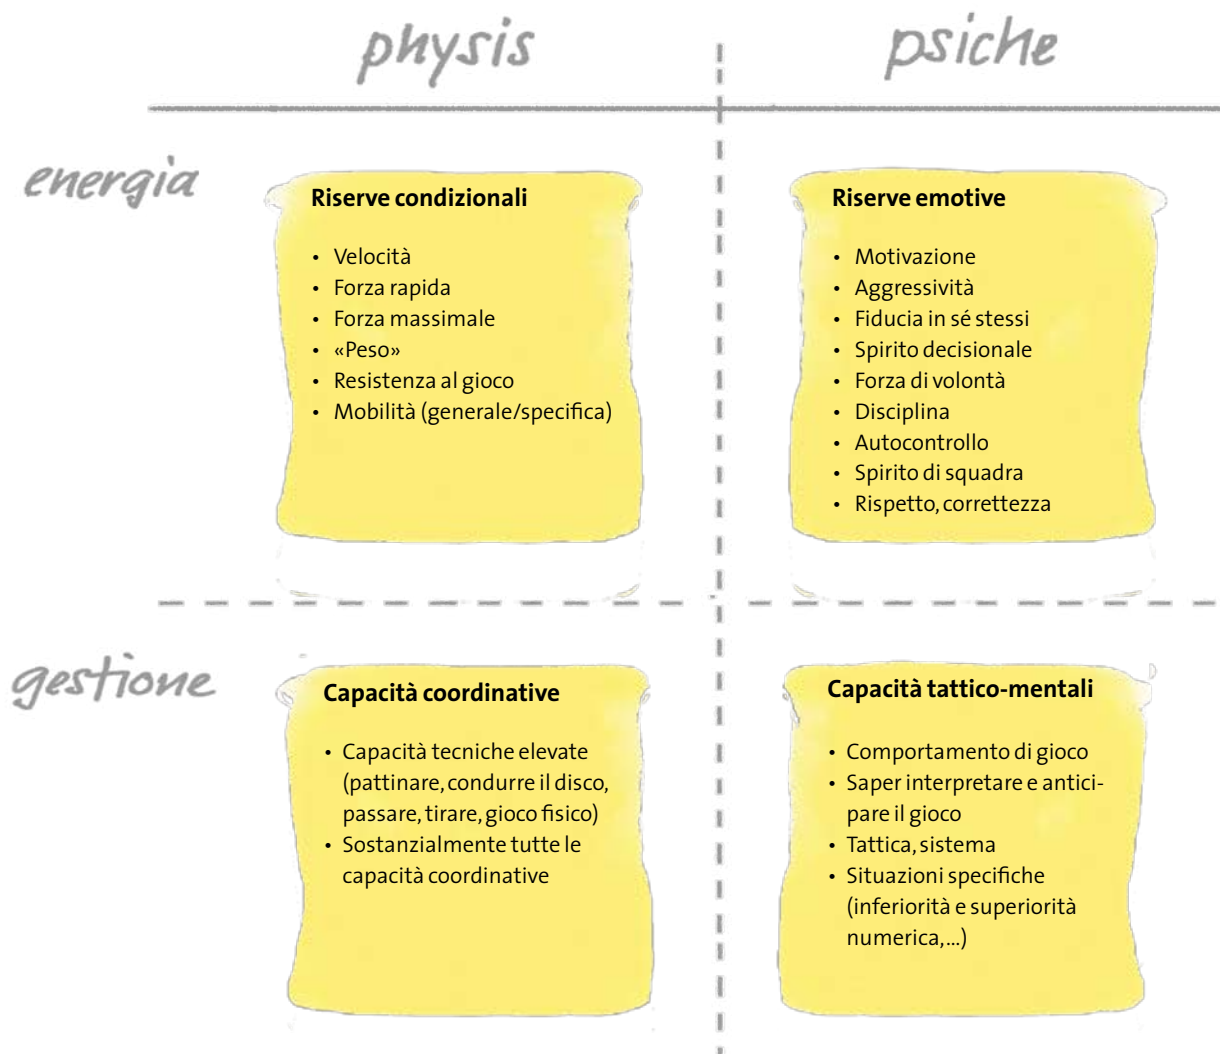 physis
psiche
energia
Riserve condizionali
• Velocità
• Forza rapida
• Forza massimale
• «Peso»
• Resistenza al gioco
• Mobilità (generale/specifica)
Riserve emotive
• Motivazione
• Aggressività
• Fiducia in sé stessi
• Spirito decisionale
• Forza di volontà
• Disciplina
• Autocontrollo
• Spirito di squadra
• Rispetto, correttezza
gestione
Capacità coordinative
• Capacità tecniche elevate
(pattinare, condurre il disco,
passare, tirare, gioco fisico)
• Sostanzialmente tutte le
capacità coordinative
Capacità tattico-mentali
• Comportamento di gioco
• Saper interpretare e antici-
pare il gioco
• Tattica, sistema
• Situazioni specifiche
(inferiorità e superiorità
numerica,…)